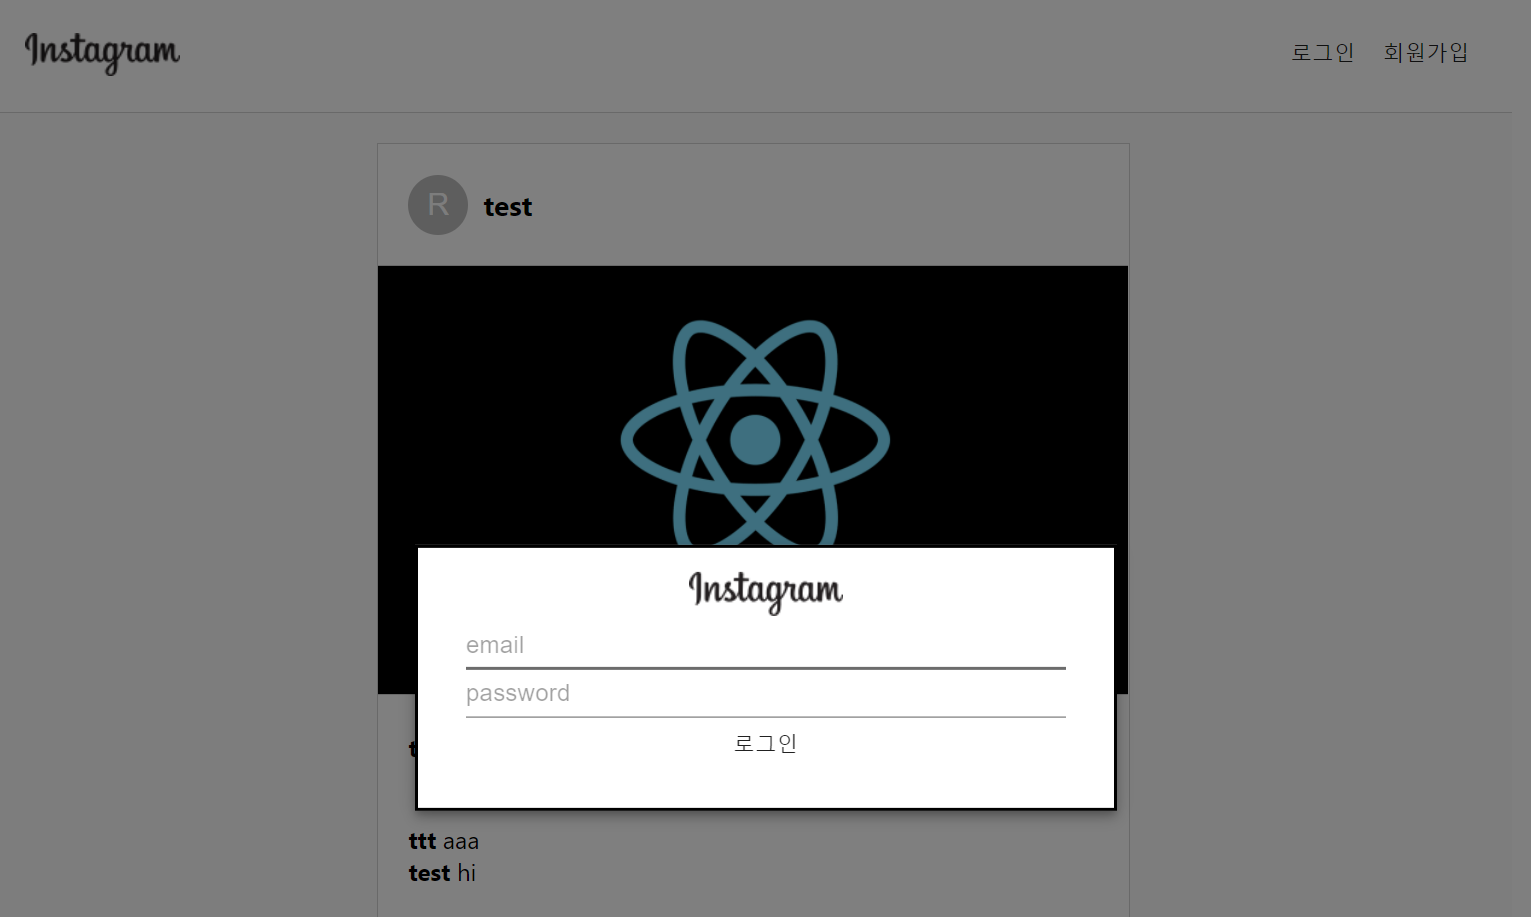 Instagram
로그인 회원가입
R test
Instagram
email
password
로그인
ttt aaa
test hi